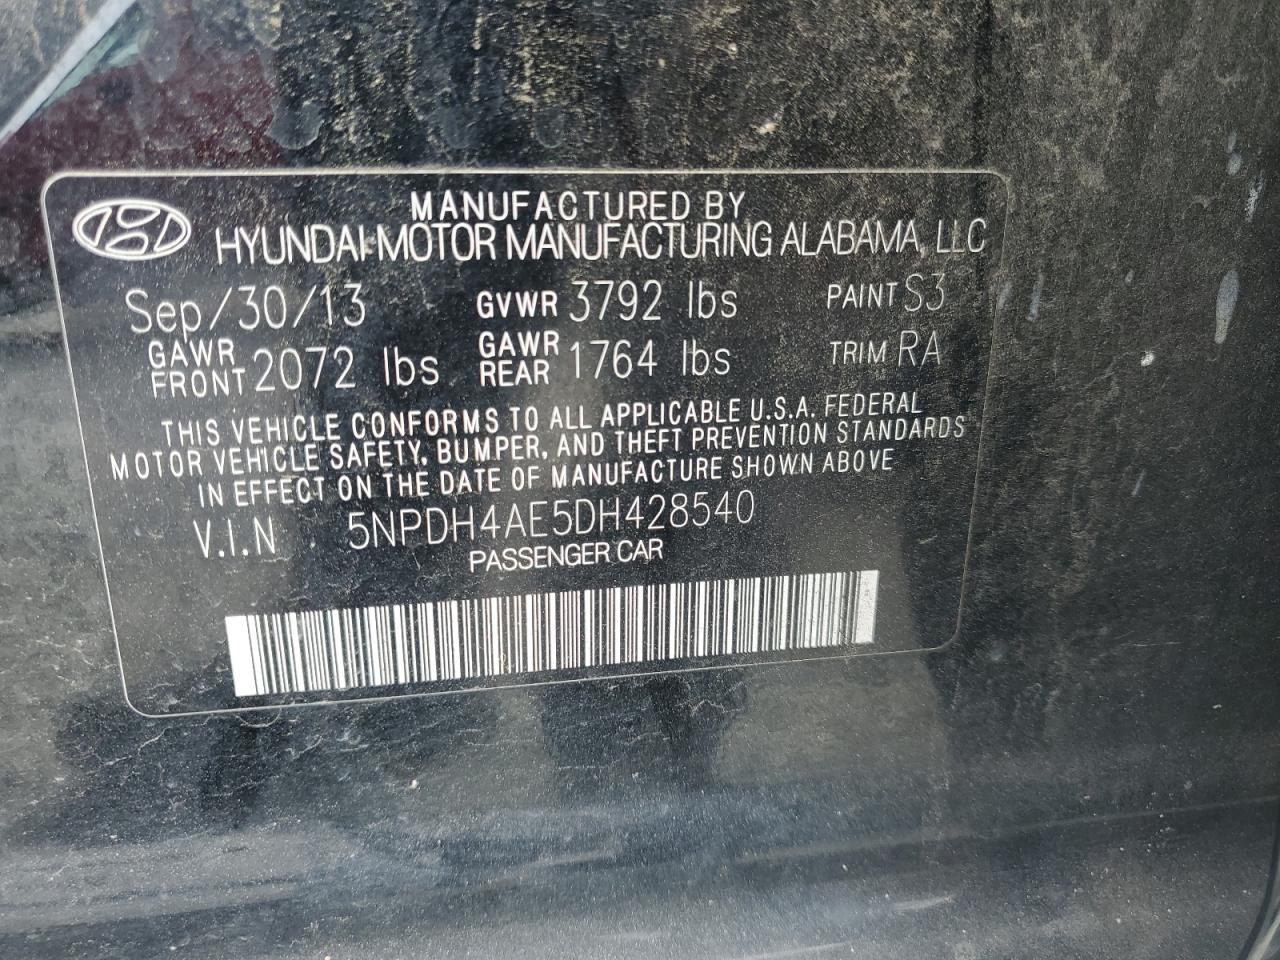 MANUFACTURED BY
HYUNDAI MOTOR MANUFACTURING ALABAMA, LLC
Sep/30/13 GVWR 3792 lbs PAINT S3
GAWR FRONT 2072 lbs GAWR REAR 1764 lbs TRIM RA
THIS VEHICLE CONFORMS TO ALL APPLICABLE U.S.A. FEDERAL
MOTOR VEHICLE SAFETY, BUMPER, AND THEFT PREVENTION STANDARDS
IN EFFECT ON THE DATE OF MANUFACTURE SHOWN ABOVE
V.I.N 5NPDH4AE5DH428540
PASSENGER CAR